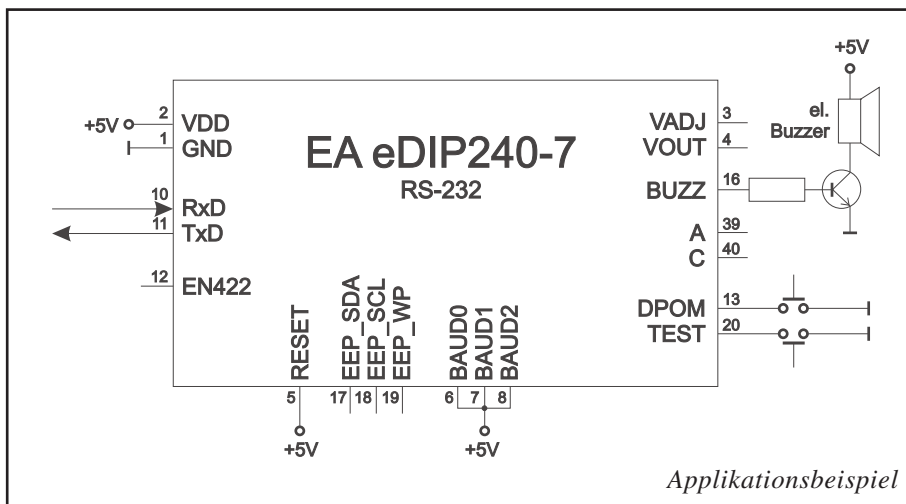 +5V
el.
Buzzer
+5V
2 VDD
1 GND
EA eDIP240-7
RS-232
VADJ 3
VOUT 4
BUZZ 16
10 RxD
11 TxD
A 39
C 40
12 EN422
DPOM 13
TEST 20
RESET
EEP_SDA
EEP_SCL
EEP_WP
BAUD0
BAUD1
BAUD2
5 17 18 19 6 7 8
+5V +5V
Applikationsbeispiel